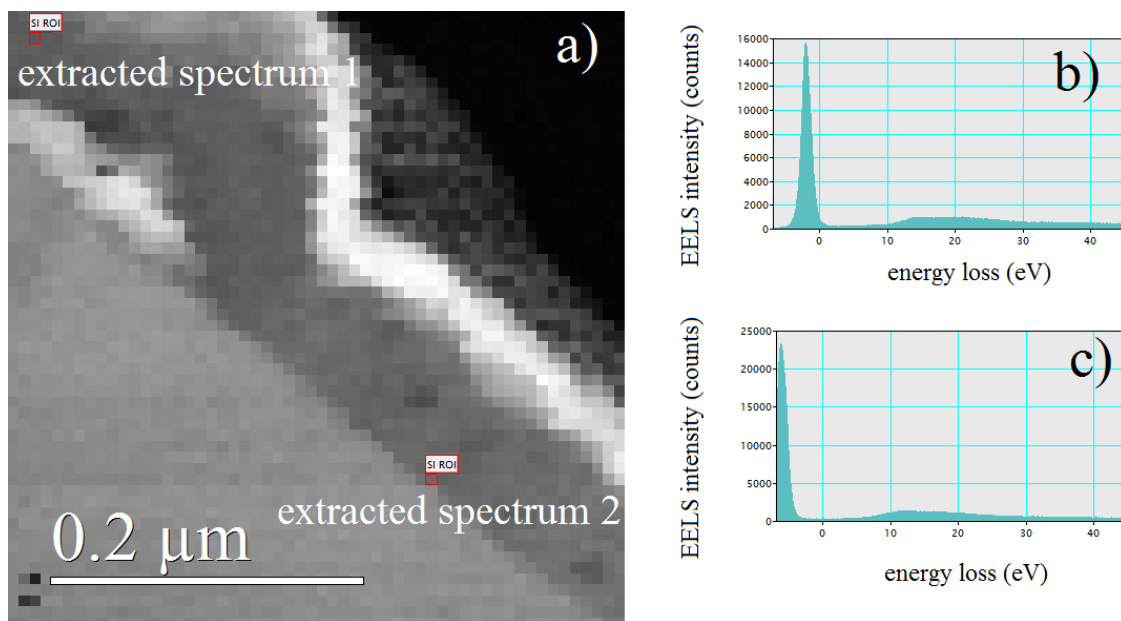 SI ROI
a)
extracted spectrum 1
SI ROI
extracted spectrum 2
0.2 µm
b)
EELS intensity (counts)
16000
14000
12000
10000
8000
6000
4000
2000
0
0 10 20 30 40
energy loss (eV)
c)
EELS intensity (counts)
25000
20000
15000
10000
5000
0
0 10 20 30 40
energy loss (eV)